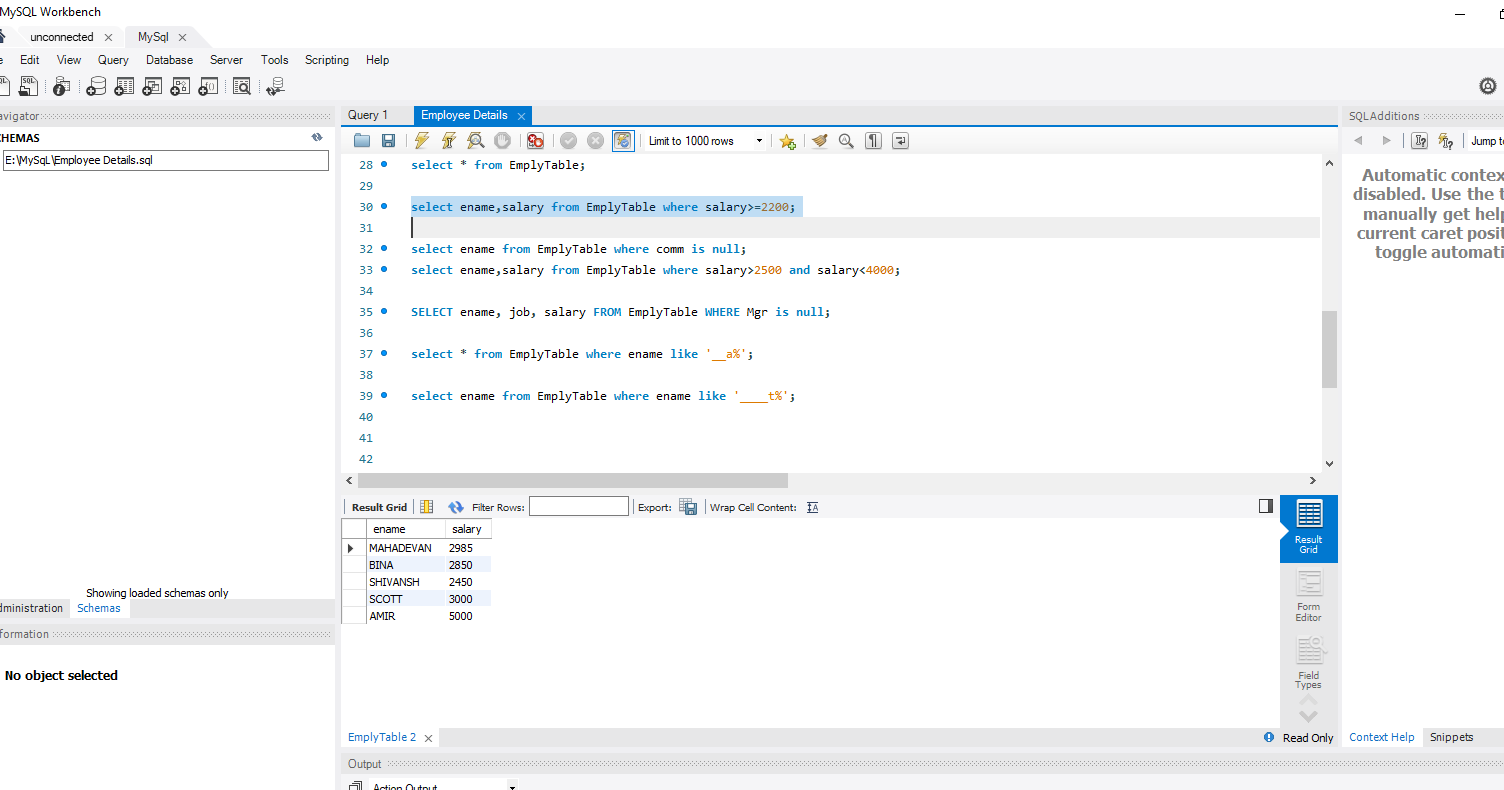 MySQL Workbench
unconnected
MySql
Edit View Query Database Server Tools Scripting Help
Query 1
Employee Details
SQLAdditions
Limit to 1000 rows
Jump to
E:\MySqL\Employee Details.sql
28 select * from EmplyTable;
29
30 select ename,salary from EmplyTable where salary>=2200;
31
32 select ename from EmplyTable where comm is null;
33 select ename,salary from EmplyTable where salary>2500 and salary<4000;
34
35 SELECT ename, job, salary FROM EmplyTable WHERE Mgr is null;
36
37 select * from EmplyTable where ename like '__a%';
38
39 select ename from EmplyTable where ename like '____t%';
40
41
42
Automatic contex
disabled. Use the t
manually get help
current caret posit
toggle automati
Result Grid Filter Rows: Export: Wrap Cell Content:
ename salary
MAHADEVAN 2985
BINA 2850
SHIVANSH 2450
SCOTT 3000
AMIR 5000
Result
Grid
Form
Editor
Field
Types
Showing loaded schemas only
dministration Schemas
formation
No object selected
EmplyTable 2
Read Only
Context Help Snippets
Output
Action Output